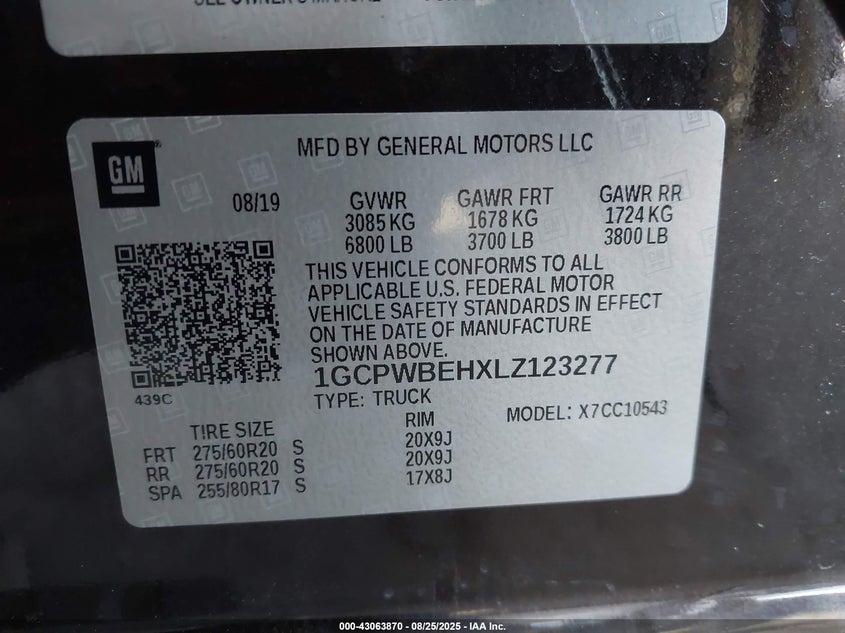 SEE OWNER'S MANUAL
GM
MFD BY GENERAL MOTORS LLC
08/19 GVWR GAWR FRT GAWR RR
3085 KG 1678 KG 1724 KG
6800 LB 3700 LB 3800 LB
THIS VEHICLE CONFORMS TO ALL
APPLICABLE U.S. FEDERAL MOTOR
VEHICLE SAFETY STANDARDS IN EFFECT
ON THE DATE OF MANUFACTURE
SHOWN ABOVE.
1GCPWBEHXLZ123277
439C
TYPE: TRUCK MODEL: X7CC10543
TIRE SIZE RIM
FRT 275/60R20 S 20X9J
RR 275/60R20 S 20X9J
SPA 255/80R17 S 17X8J
000-43063870 - 08/25/2025 - IAA Inc.